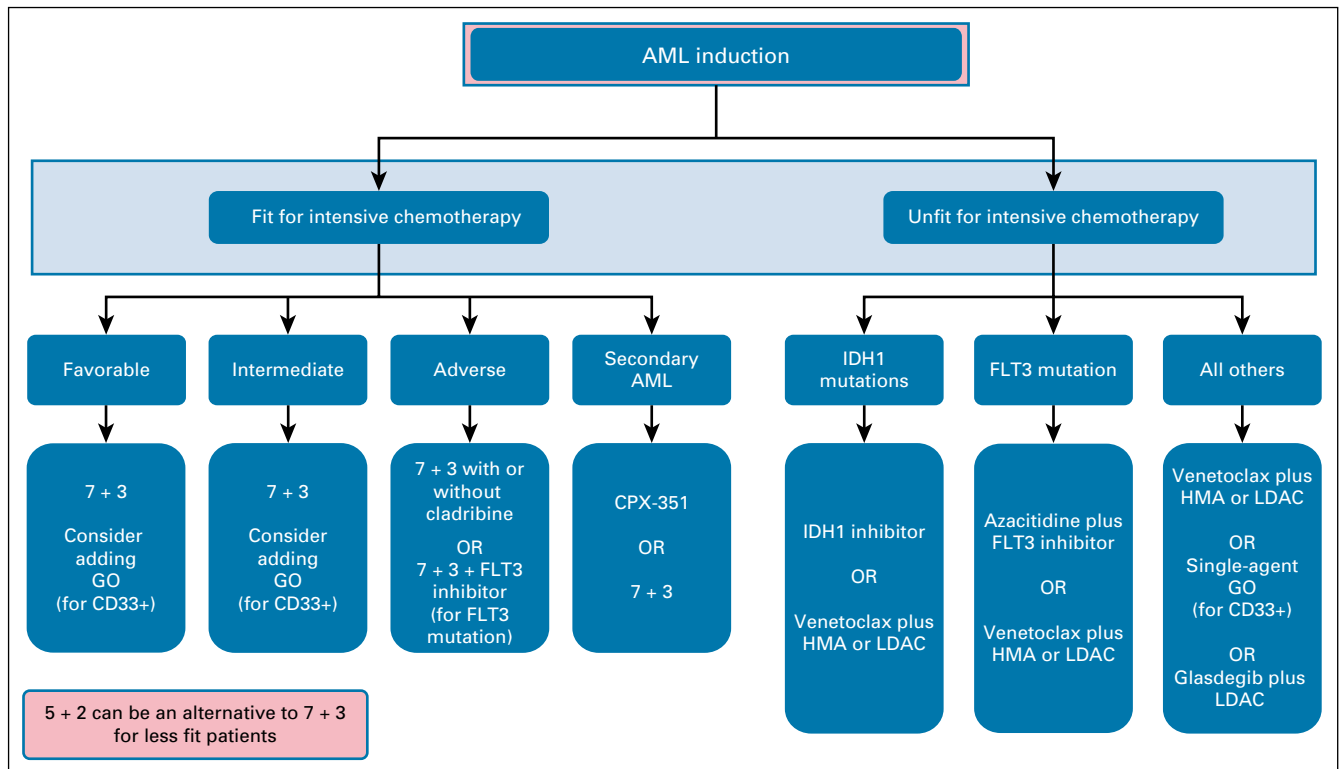 AML induction
Fit for intensive chemotherapy
Unfit for intensive chemotherapy
Favorable
Intermediate
Adverse
Secondary
AML
IDH1
mutations
FLT3 mutation
All others
7 + 3
Consider
adding
GO
(for CD33+)
7 + 3
Consider
adding
GO
(for CD33+)
7 + 3 with or
without
cladribine
OR
7 + 3 + FLT3
inhibitor
(for FLT3
mutation)
CPX-351
OR
7 + 3
IDH1 inhibitor
OR
Venetoclax plus
HMA or LDAC
Azacitidine plus
FLT3 inhibitor
OR
Venetoclax plus
HMA or LDAC
Venetoclax plus
HMA or LDAC
OR
Single-agent
GO
(for CD33+)
OR
Glasdegib plus
LDAC
5 + 2 can be an alternative to 7 + 3
for less fit patients